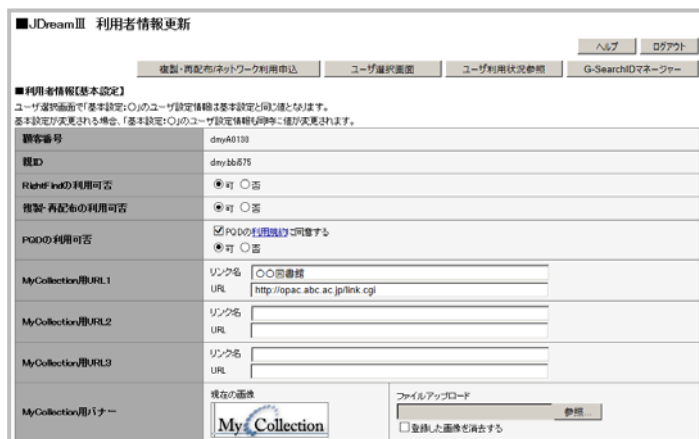 ■JDreamⅢ 利用者情報更新
ヘルプ ログアウト
複製・再配布/ネットワーク利用申込 ユーザ選択画面 ユーザ利用状況参照 G-SearchIDマネージャー
■利用者情報【基本設定】
ユーザ選択画面で「基本設定:○」のユーザ設定情報は基本設定と同じ値となります。
基本設定が変更される場合、「基本設定:○」のユーザ設定情報も同時に値が変更されます。
顧客番号 dmyA0139
親ID dmybbi575
RightFindの利用可否 可 否
複製・再配布の利用可否 可 否
PQDの利用可否 PQDの利用規約に同意する
可 否
MyCollection用URL1 リンク名 ○○図書館
URL http://opac.abc.ac.jp/link.cgi
MyCollection用URL2 リンク名
URL
MyCollection用URL3 リンク名
URL
MyCollection用バナー 現在の画像 ファイルアップロード
My Collection 参照...
登録した画像を消去する